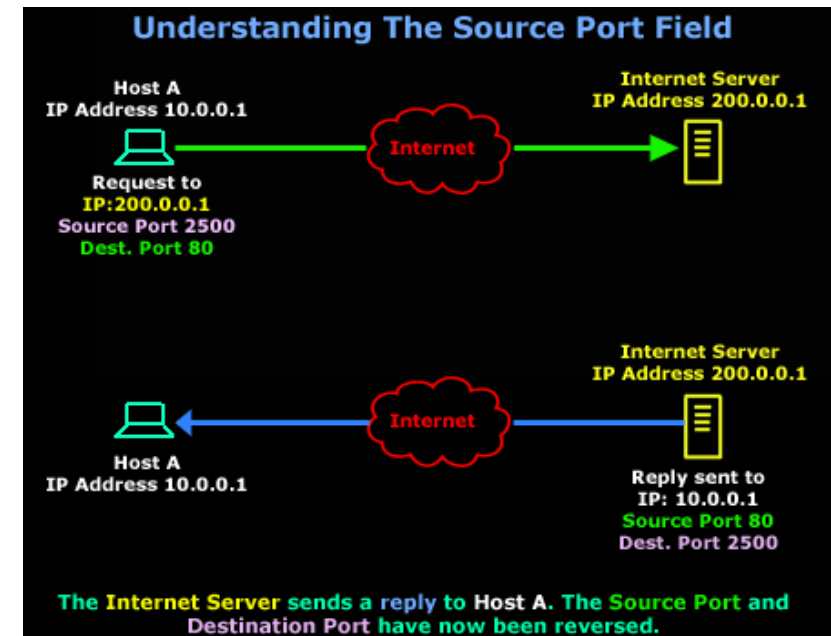 Understanding The Source Port Field
Host A
IP Address 10.0.0.1
Internet Server
IP Address 200.0.0.1
Internet
Request to
IP:200.0.0.1
Source Port 2500
Dest. Port 80
Internet Server
IP Address 200.0.0.1
Internet
Host A
IP Address 10.0.0.1
Reply sent to
IP: 10.0.0.1
Source Port 80
Dest. Port 2500
The Internet Server sends a reply to Host A. The Source Port and
Destination Port have now been reversed.